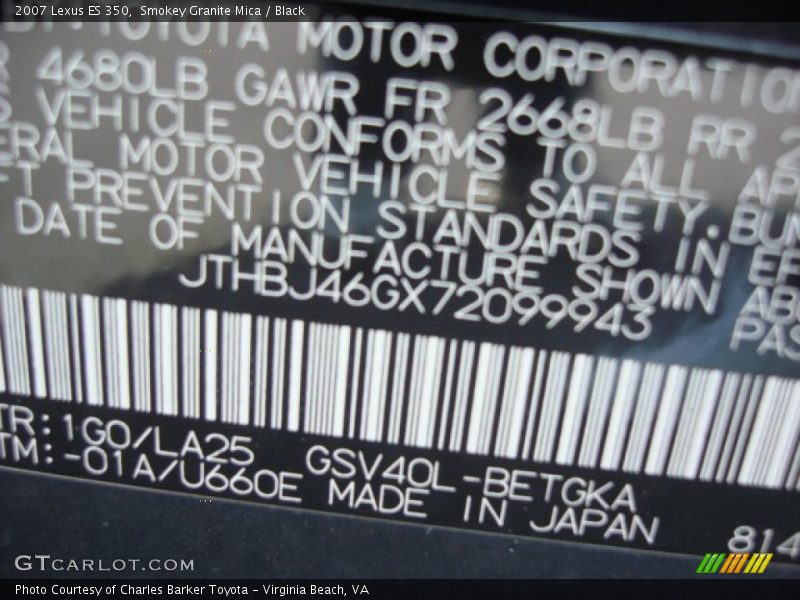 2007 Lexus ES 350, Smokey Granite Mica / Black
TOYOTA MOTOR CORPORATION
4680LB GAWR FR 2668LB RR
VEHICLE CONFORMS TO ALL
MOTOR VEHICLE SAFETY,
PREVENTION STANDARDS IN
DATE OF MANUFACTURE SHOWN
JTHBJ46GX72099943
TR: 1G0/LA25 GSV40L-BETGKA
TM: -01A/U660E MADE IN JAPAN
814
GTCARLOT.COM
Photo Courtesy of Charles Barker Toyota - Virginia Beach, VA